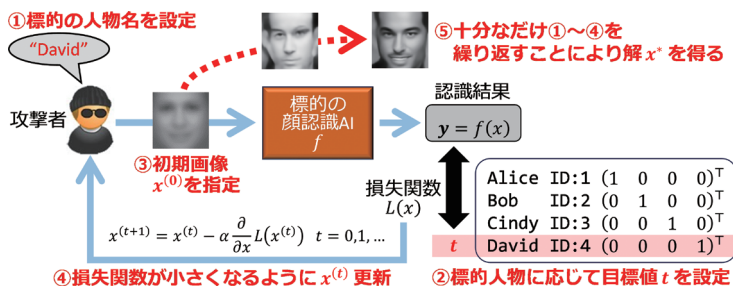 ①標的の人物名を設定
“David”
攻撃者
③初期画像
x⁽⁰⁾を指定
標的の
顔認識AI
f
⑤十分なだけ①～④を
繰り返すことにより解 x* を得る
認識結果
y = f(x)
損失関数
L(x)
Alice ID:1 (1 0 0 0)ᵀ
Bob ID:2 (0 1 0 0)ᵀ
Cindy ID:3 (0 0 1 0)ᵀ
t David ID:4 (0 0 0 1)ᵀ
x⁽ᵗ⁺¹⁾ = x⁽ᵗ⁾ − α ∂/∂x L(x⁽ᵗ⁾) t = 0,1, …
④損失関数が小さくなるように x⁽ᵗ⁾ 更新
②標的人物に応じて目標値 t を設定